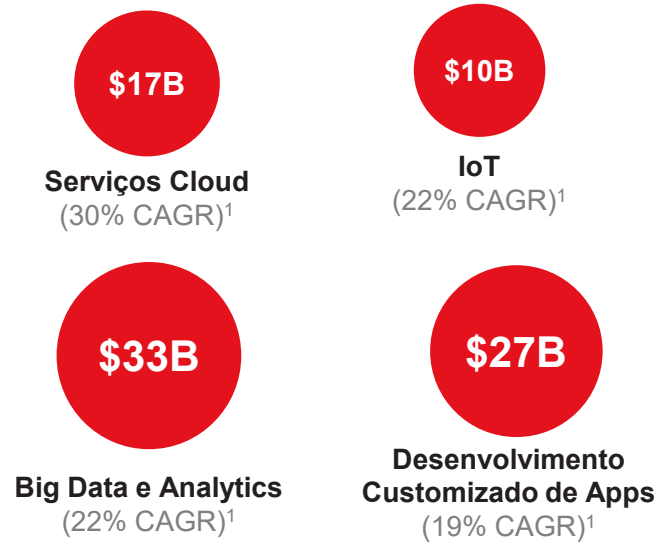 $17B
Serviços Cloud
(30% CAGR)¹
$10B
IoT
(22% CAGR)¹
$33B
Big Data e Analytics
(22% CAGR)¹
$27B
Desenvolvimento
Customizado de Apps
(19% CAGR)¹